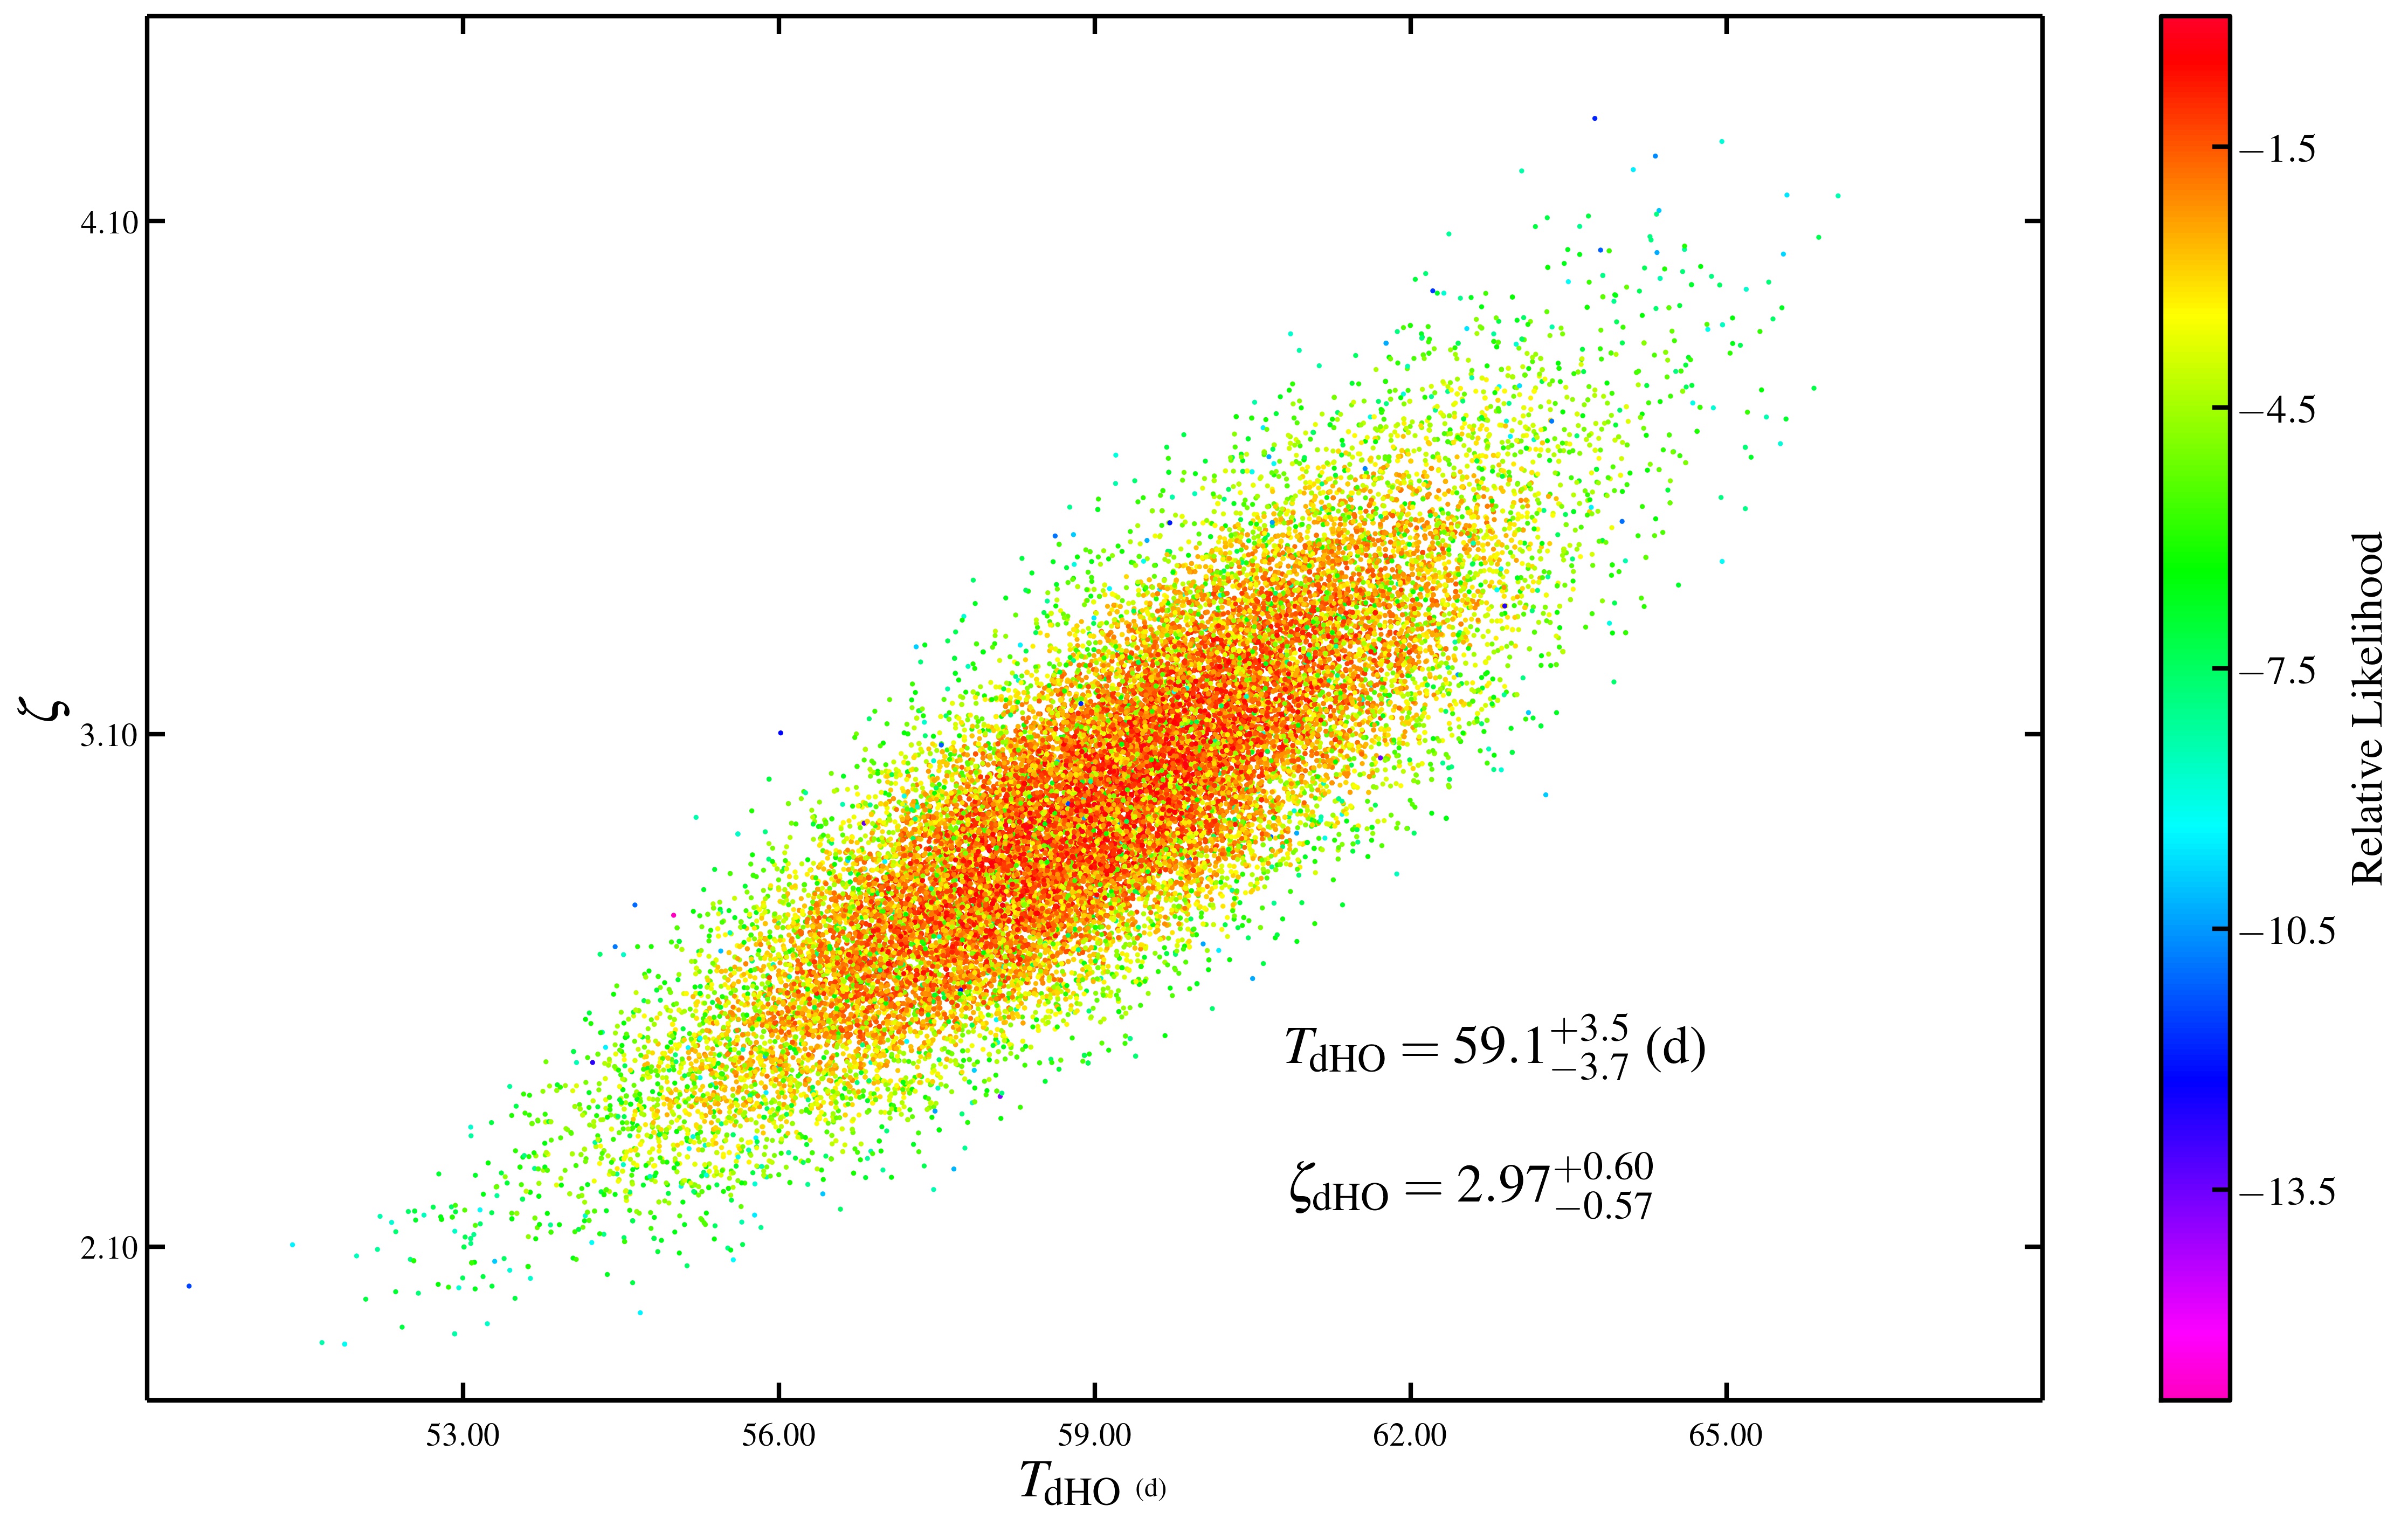 4.10
3.10
2.10
ζ
53.00 56.00 59.00 62.00 65.00
T_dHO (d)
T_dHO = 59.1^{+3.5}_{−3.7} (d)
ζ_dHO = 2.97^{+0.60}_{−0.57}
−1.5
−4.5
−7.5
−10.5
−13.5
Relative Likelihood